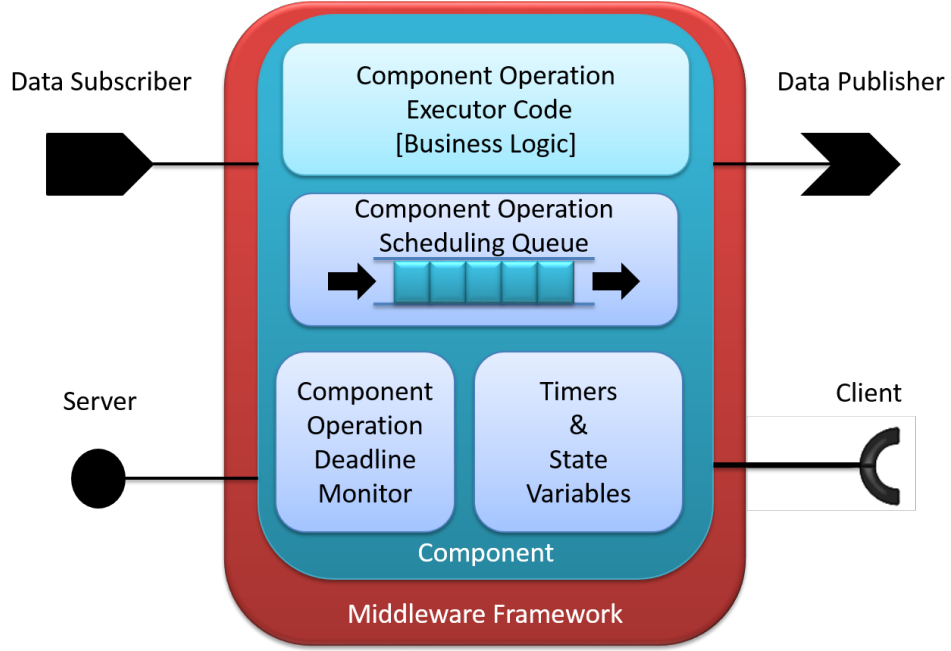 Data Subscriber
Component Operation
Executor Code
[Business Logic]
Data Publisher
Component Operation
Scheduling Queue
Server
Component
Operation
Deadline
Monitor
Timers
&
State
Variables
Client
Component
Middleware Framework